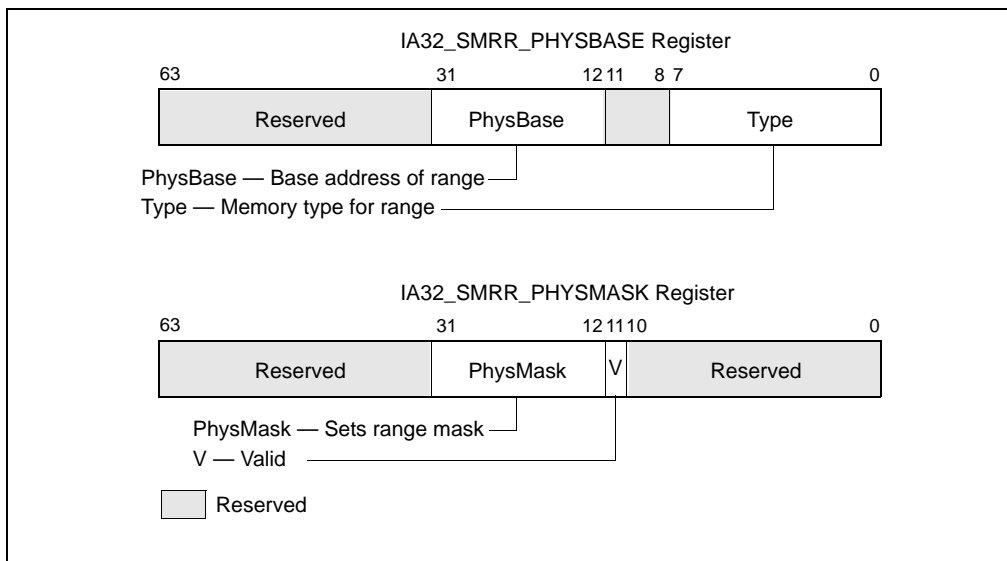 IA32_SMRR_PHYSBASE Register
63 31 12 11 8 7 0
Reserved PhysBase Type
PhysBase — Base address of range
Type — Memory type for range
IA32_SMRR_PHYSMASK Register
63 31 12 11 10 0
Reserved PhysMask V Reserved
PhysMask — Sets range mask
V — Valid
Reserved